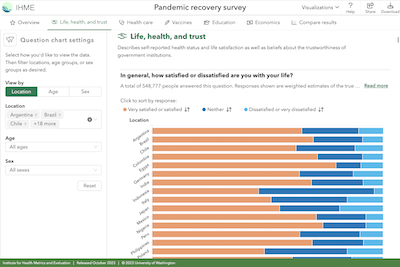 IHME
Pandemic recovery survey
Visualizations
Help
Share
Download
Overview
Life, health, and trust
Health care
Vaccines
Education
Economics
Compare results
Question chart settings
Select how you'd like to view the data.
Then filter locations, age groups, or sex
groups as desired.
View by
Location
Age
Sex
Location
Argentina
Brazil
Chile
+18 more
Age
All ages
Sex
All sexes
Reset
Life, health, and trust
Describes self-reported health status and life satisfaction as well as beliefs about the trustworthiness of
government institutions.
In general, how satisfied or dissatisfied are you with your life?
A total of 548,777 people answered this question. Responses shown are weighted estimates of the true ...
Read more
Click to sort by response:
Very satisfied or satisfied
Neither
Dissatisfied or very dissatisfied
Location
Argentina
Brazil
Chile
Colombia
Egypt
Germany
India
Indonesia
Italy
Japan
Mexico
Nigeria
Peru
Philippines
Poland
Institute for Health Metrics and Evaluation | Released October 2023 | © 2023 University of Washington